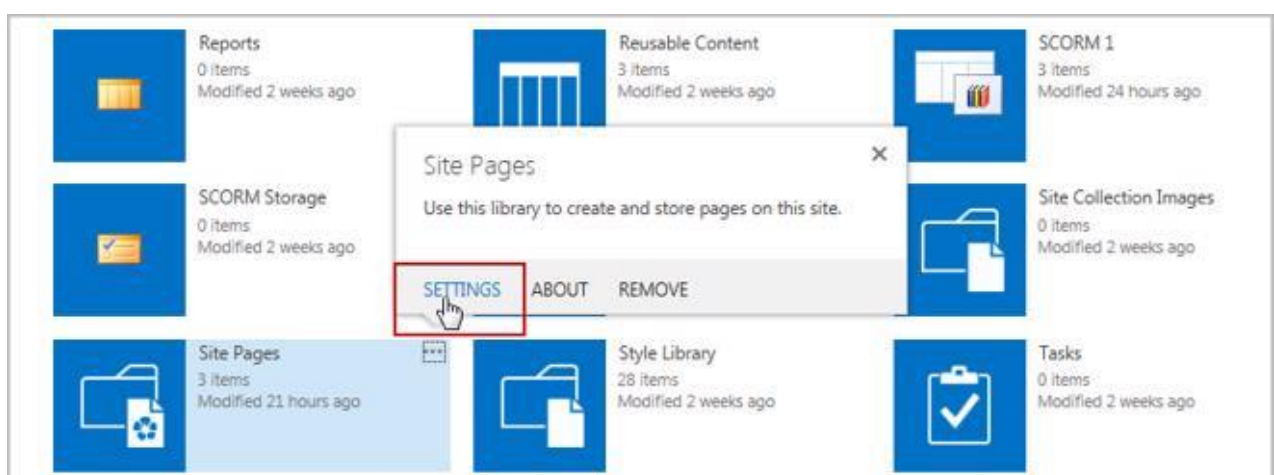 Reports
0 items
Modified 2 weeks ago
Reusable Content
3 items
Modified 2 weeks ago
SCORM 1
3 items
Modified 24 hours ago
Site Pages
Use this library to create and store pages on this site.
SETTINGS ABOUT REMOVE
SCORM Storage
0 items
Modified 2 weeks ago
Site Collection Images
0 items
Modified 2 weeks ago
Site Pages
3 items
Modified 21 hours ago
Style Library
28 items
Modified 2 weeks ago
Tasks
0 items
Modified 2 weeks ago